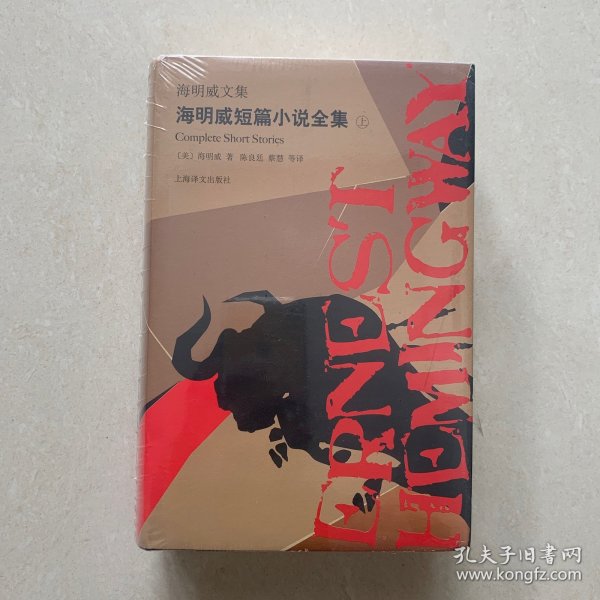 海明威文集
海明威短篇小说全集 上
Complete Short Stories
〔美〕海明威 著 陈良廷 蔡慧 等译
上海译文出版社
ERNEST
HEMINGWAY
孔夫子旧书网
www.kongfz.com